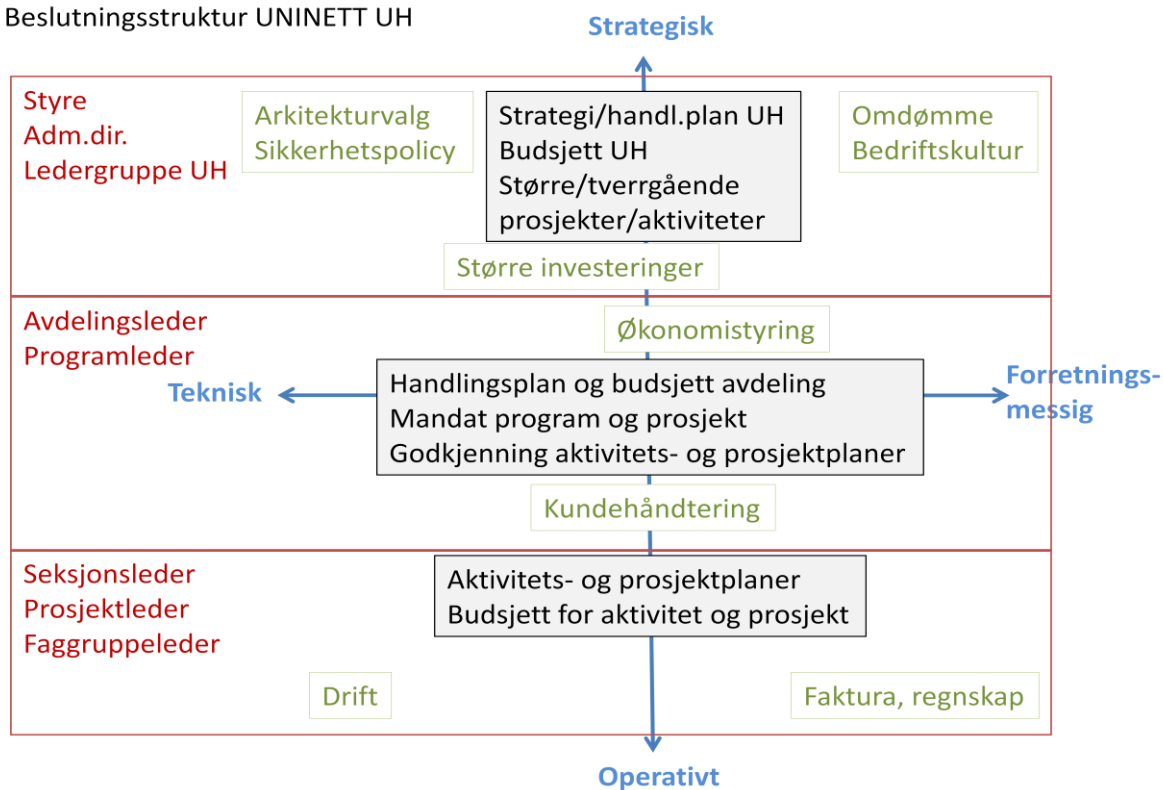 Beslutningsstruktur UNINETT UH
Strategisk
Styre
Adm.dir.
Ledergruppe UH
Arkitekturvalg
Sikkerhetspolicy
Strategi/handl.plan UH
Budsjett UH
Større/tverrgående
prosjekter/aktiviteter
Omdømme
Bedriftskultur
Større investeringer
Avdelingsleder
Programleder
Økonomistyring
Teknisk
Handlingsplan og budsjett avdeling
Mandat program og prosjekt
Godkjenning aktivitets- og prosjektplaner
Forretnings-
messig
Kundehåndtering
Seksjonsleder
Prosjektleder
Faggruppeleder
Aktivitets- og prosjektplaner
Budsjett for aktivitet og prosjekt
Drift
Faktura, regnskap
Operativt